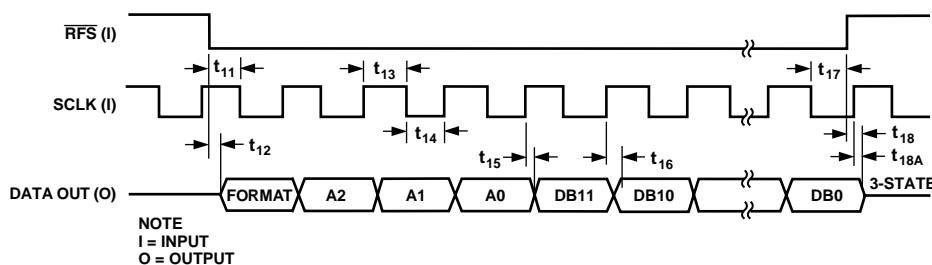 RFS (I)
t11
t13
t17
SCLK (I)
t12
t14
t15
t16
t18
t18A
DATA OUT (O)
FORMAT
A2
A1
A0
DB11
DB10
DB0
3-STATE
NOTE
I = INPUT
O = OUTPUT